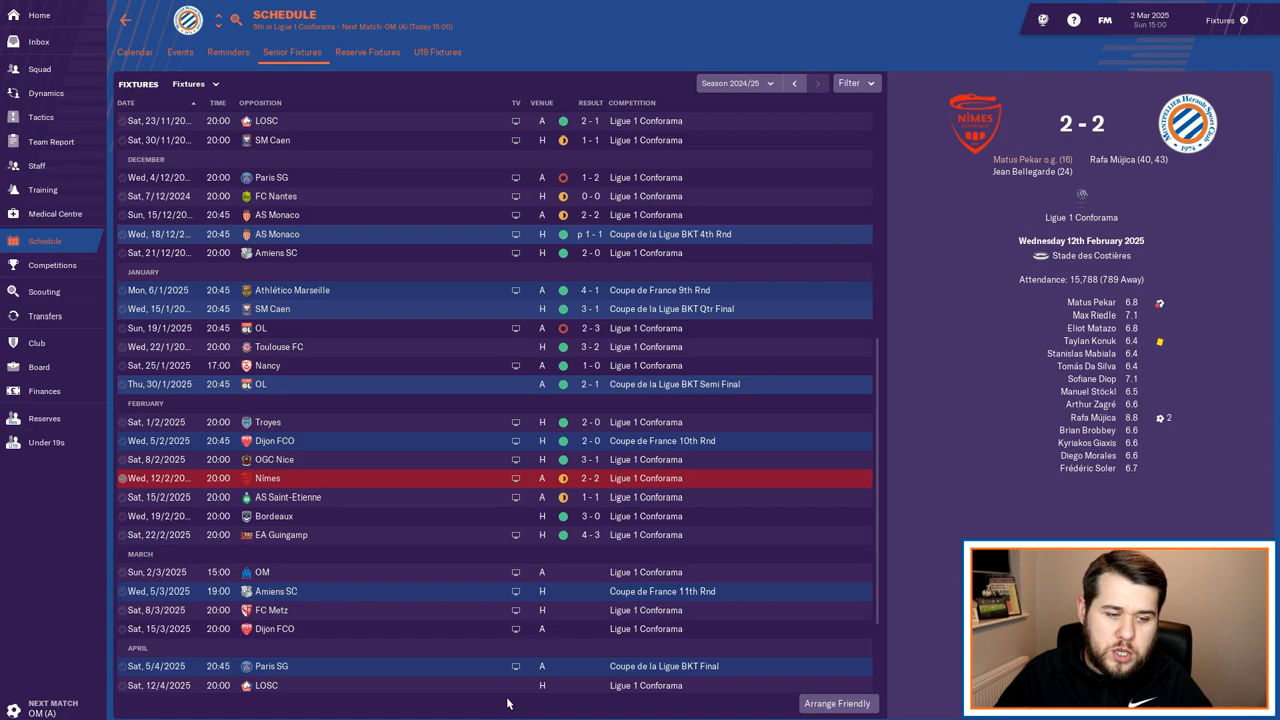 Home
SCHEDULE
5th in Ligue 1 Conforama - Next Match: OM (A) (Today 15:00)
FM
2 Mar 2025
Sun 15:00
Fixtures
Inbox
Squad
Dynamics
Tactics
Team Report
Staff
Training
Medical Centre
Schedule
Competitions
Scouting
Transfers
Club
Board
Finances
Reserves
Under 19s
NEXT MATCH
OM (A)
Calendar Events Reminders Senior Fixtures Reserve Fixtures U19 Fixtures
FIXTURES Fixtures Season 2024/25 Filter
DATE TIME OPPOSITION TV VENUE RESULT COMPETITION
Sat, 23/11/20... 20:00 LOSC A 2 - 1 Ligue 1 Conforama
Sat, 30/11/20... 20:00 SM Caen H 1 - 1 Ligue 1 Conforama
DECEMBER
Wed, 4/12/20... 20:00 Paris SG A 1 - 2 Ligue 1 Conforama
Sat, 7/12/2024 20:00 FC Nantes H 0 - 0 Ligue 1 Conforama
Sun, 15/12/20... 20:45 AS Monaco A 2 - 2 Ligue 1 Conforama
Wed, 18/12/2... 20:45 AS Monaco H p 1 - 1 Coupe de la Ligue BKT 4th Rnd
Sat, 21/12/20... 20:00 Amiens SC H 2 - 0 Ligue 1 Conforama
JANUARY
Mon, 6/1/2025 20:45 Athlético Marseille A 4 - 1 Coupe de France 9th Rnd
Wed, 15/1/20... 20:45 SM Caen H 3 - 1 Coupe de la Ligue BKT Qtr Final
Sun, 19/1/2025 20:45 OL A 2 - 3 Ligue 1 Conforama
Wed, 22/1/20... 20:00 Toulouse FC H 3 - 2 Ligue 1 Conforama
Sat, 25/1/2025 17:00 Nancy A 1 - 0 Ligue 1 Conforama
Thu, 30/1/2025 20:45 OL A 2 - 1 Coupe de la Ligue BKT Semi Final
FEBRUARY
Sat, 1/2/2025 20:00 Troyes H 2 - 0 Ligue 1 Conforama
Wed, 5/2/2025 20:45 Dijon FCO H 2 - 0 Coupe de France 10th Rnd
Sat, 8/2/2025 20:00 OGC Nice H 3 - 1 Ligue 1 Conforama
Wed, 12/2/20... 20:00 Nîmes A 2 - 2 Ligue 1 Conforama
Sat, 15/2/2025 20:00 AS Saint-Etienne A 1 - 1 Ligue 1 Conforama
Wed, 19/2/20... 20:00 Bordeaux H 3 - 0 Ligue 1 Conforama
Sat, 22/2/2025 20:00 EA Guingamp H 4 - 3 Ligue 1 Conforama
MARCH
Sun, 2/3/2025 15:00 OM A Ligue 1 Conforama
Wed, 5/3/2025 19:00 Amiens SC H Coupe de France 11th Rnd
Sat, 8/3/2025 20:00 FC Metz H Ligue 1 Conforama
Sat, 15/3/2025 20:00 Dijon FCO A Ligue 1 Conforama
APRIL
Sat, 5/4/2025 20:45 Paris SG A Coupe de la Ligue BKT Final
Sat, 12/4/2025 20:00 LOSC H Ligue 1 Conforama
Arrange Friendly
NÎMES
2 - 2
1974
Matus Pekar o.g. (16) Rafa Mújica (40, 43)
Jean Bellegarde (24)
Ligue 1 Conforama
Wednesday 12th February 2025
Stade des Costières
Attendance: 15,788 (789 Away)
Matus Pekar 6.8
Max Riedle 7.1
Eliot Matazo 6.8
Taylan Konuk 6.4
Stanislas Mabiala 6.4
Tomás Da Silva 6.4
Sofiane Diop 7.1
Manuel Stöckl 6.5
Arthur Zagré 6.6
Rafa Mújica 8.8 2
Brian Brobbey 6.6
Kyriakos Giaxis 6.6
Diego Morales 6.6
Frédéric Soler 6.7